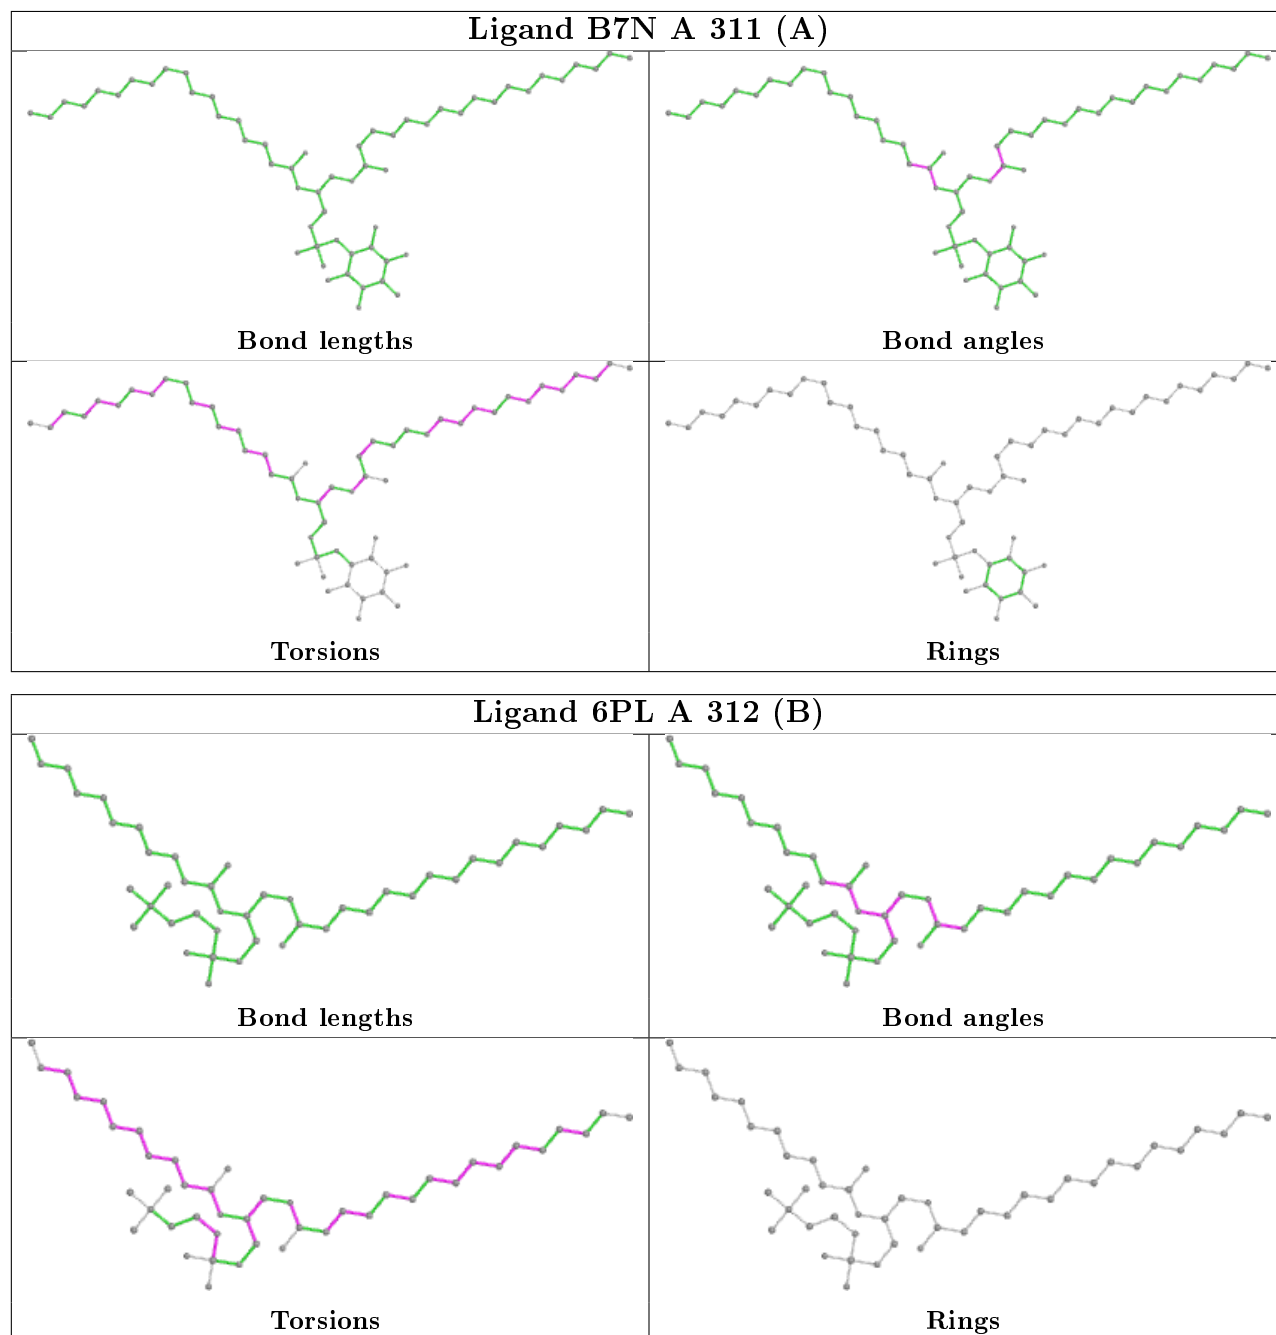 Ligand B7N A 311 (A)
Bond lengths
Bond angles
Torsions
Rings
Ligand 6PL A 312 (B)
Bond lengths
Bond angles
Torsions
Rings